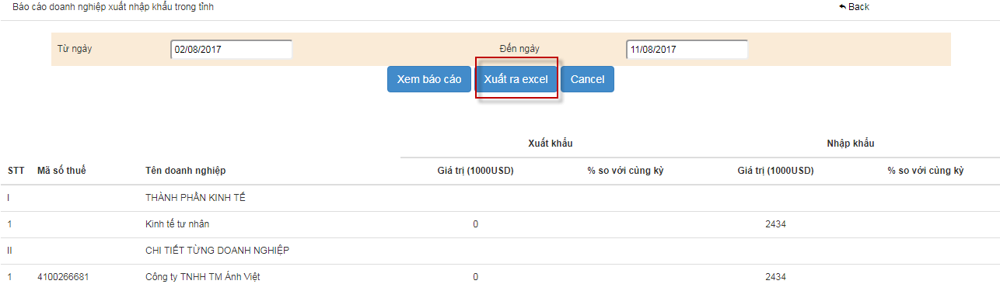 Báo cáo doanh nghiệp xuất nhập khẩu trong tỉnh Back
Từ ngày 02/08/2017 Đến ngày 11/08/2017
Xem báo cáo Xuất ra excel Cancel
Xuất khẩu Nhập khẩu
STT Mã số thuế Tên doanh nghiệp Giá trị (1000USD) % so với cùng kỳ Giá trị (1000USD) % so với cùng kỳ
I THÀNH PHẦN KINH TẾ
1 Kinh tế tư nhân 0 2434
II CHI TIẾT TỪNG DOANH NGHIỆP
1 4100266681 Công ty TNHH TM Ánh Việt 0 2434